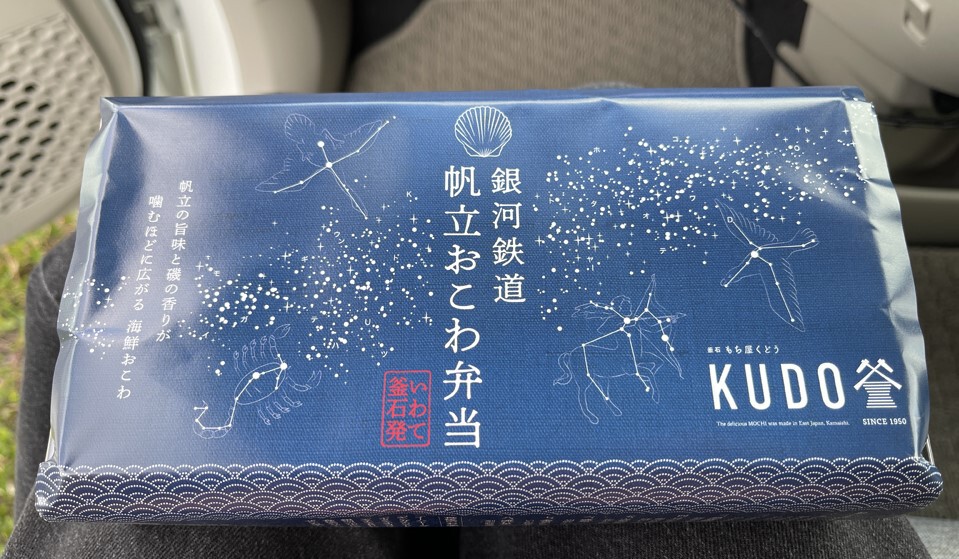 銀河鉄道
帆立おこわ弁当
いわて
釜石発
帆立の旨味と磯の香りが
噛むほどに広がる 海鮮おこわ
釜石 もち屋くどう
KUDO
SINCE 1950
The delicious MOCHI was made in East Japan, Kamaishi.